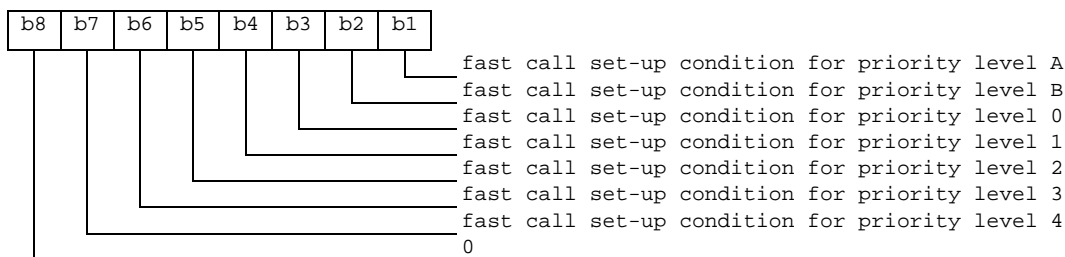 b8 b7 b6 b5 b4 b3 b2 b1
fast call set-up condition for priority level A
fast call set-up condition for priority level B
fast call set-up condition for priority level 0
fast call set-up condition for priority level 1
fast call set-up condition for priority level 2
fast call set-up condition for priority level 3
fast call set-up condition for priority level 4
0